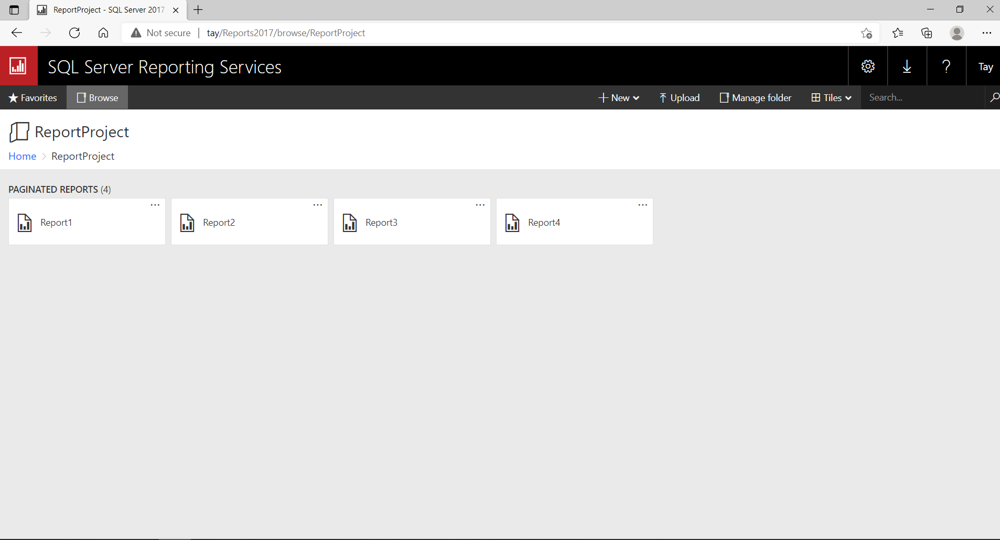 ReportProject - SQL Server 2017
Not secure | tay/Reports2017/browse/ReportProject
SQL Server Reporting Services
? Tay
Favorites Browse New Upload Manage folder Tiles Search...
ReportProject
Home > ReportProject
PAGINATED REPORTS (4)
Report1 Report2 Report3 Report4